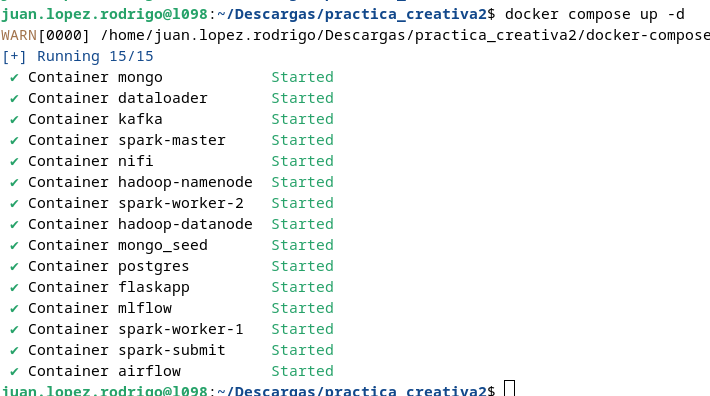 juan.lopez.rodrigo@l098:~/Descargas/practica_creativa2$ docker compose up -d
WARN[0000] /home/juan.lopez.rodrigo/Descargas/practica_creativa2/docker-compose
[+] Running 15/15
✔ Container mongo Started
✔ Container dataloader Started
✔ Container kafka Started
✔ Container spark-master Started
✔ Container nifi Started
✔ Container hadoop-namenode Started
✔ Container spark-worker-2 Started
✔ Container hadoop-datanode Started
✔ Container mongo_seed Started
✔ Container postgres Started
✔ Container flaskapp Started
✔ Container mlflow Started
✔ Container spark-worker-1 Started
✔ Container spark-submit Started
✔ Container airflow Started
juan.lopez.rodrigo@l098:~/Descargas/practica_creativa2$